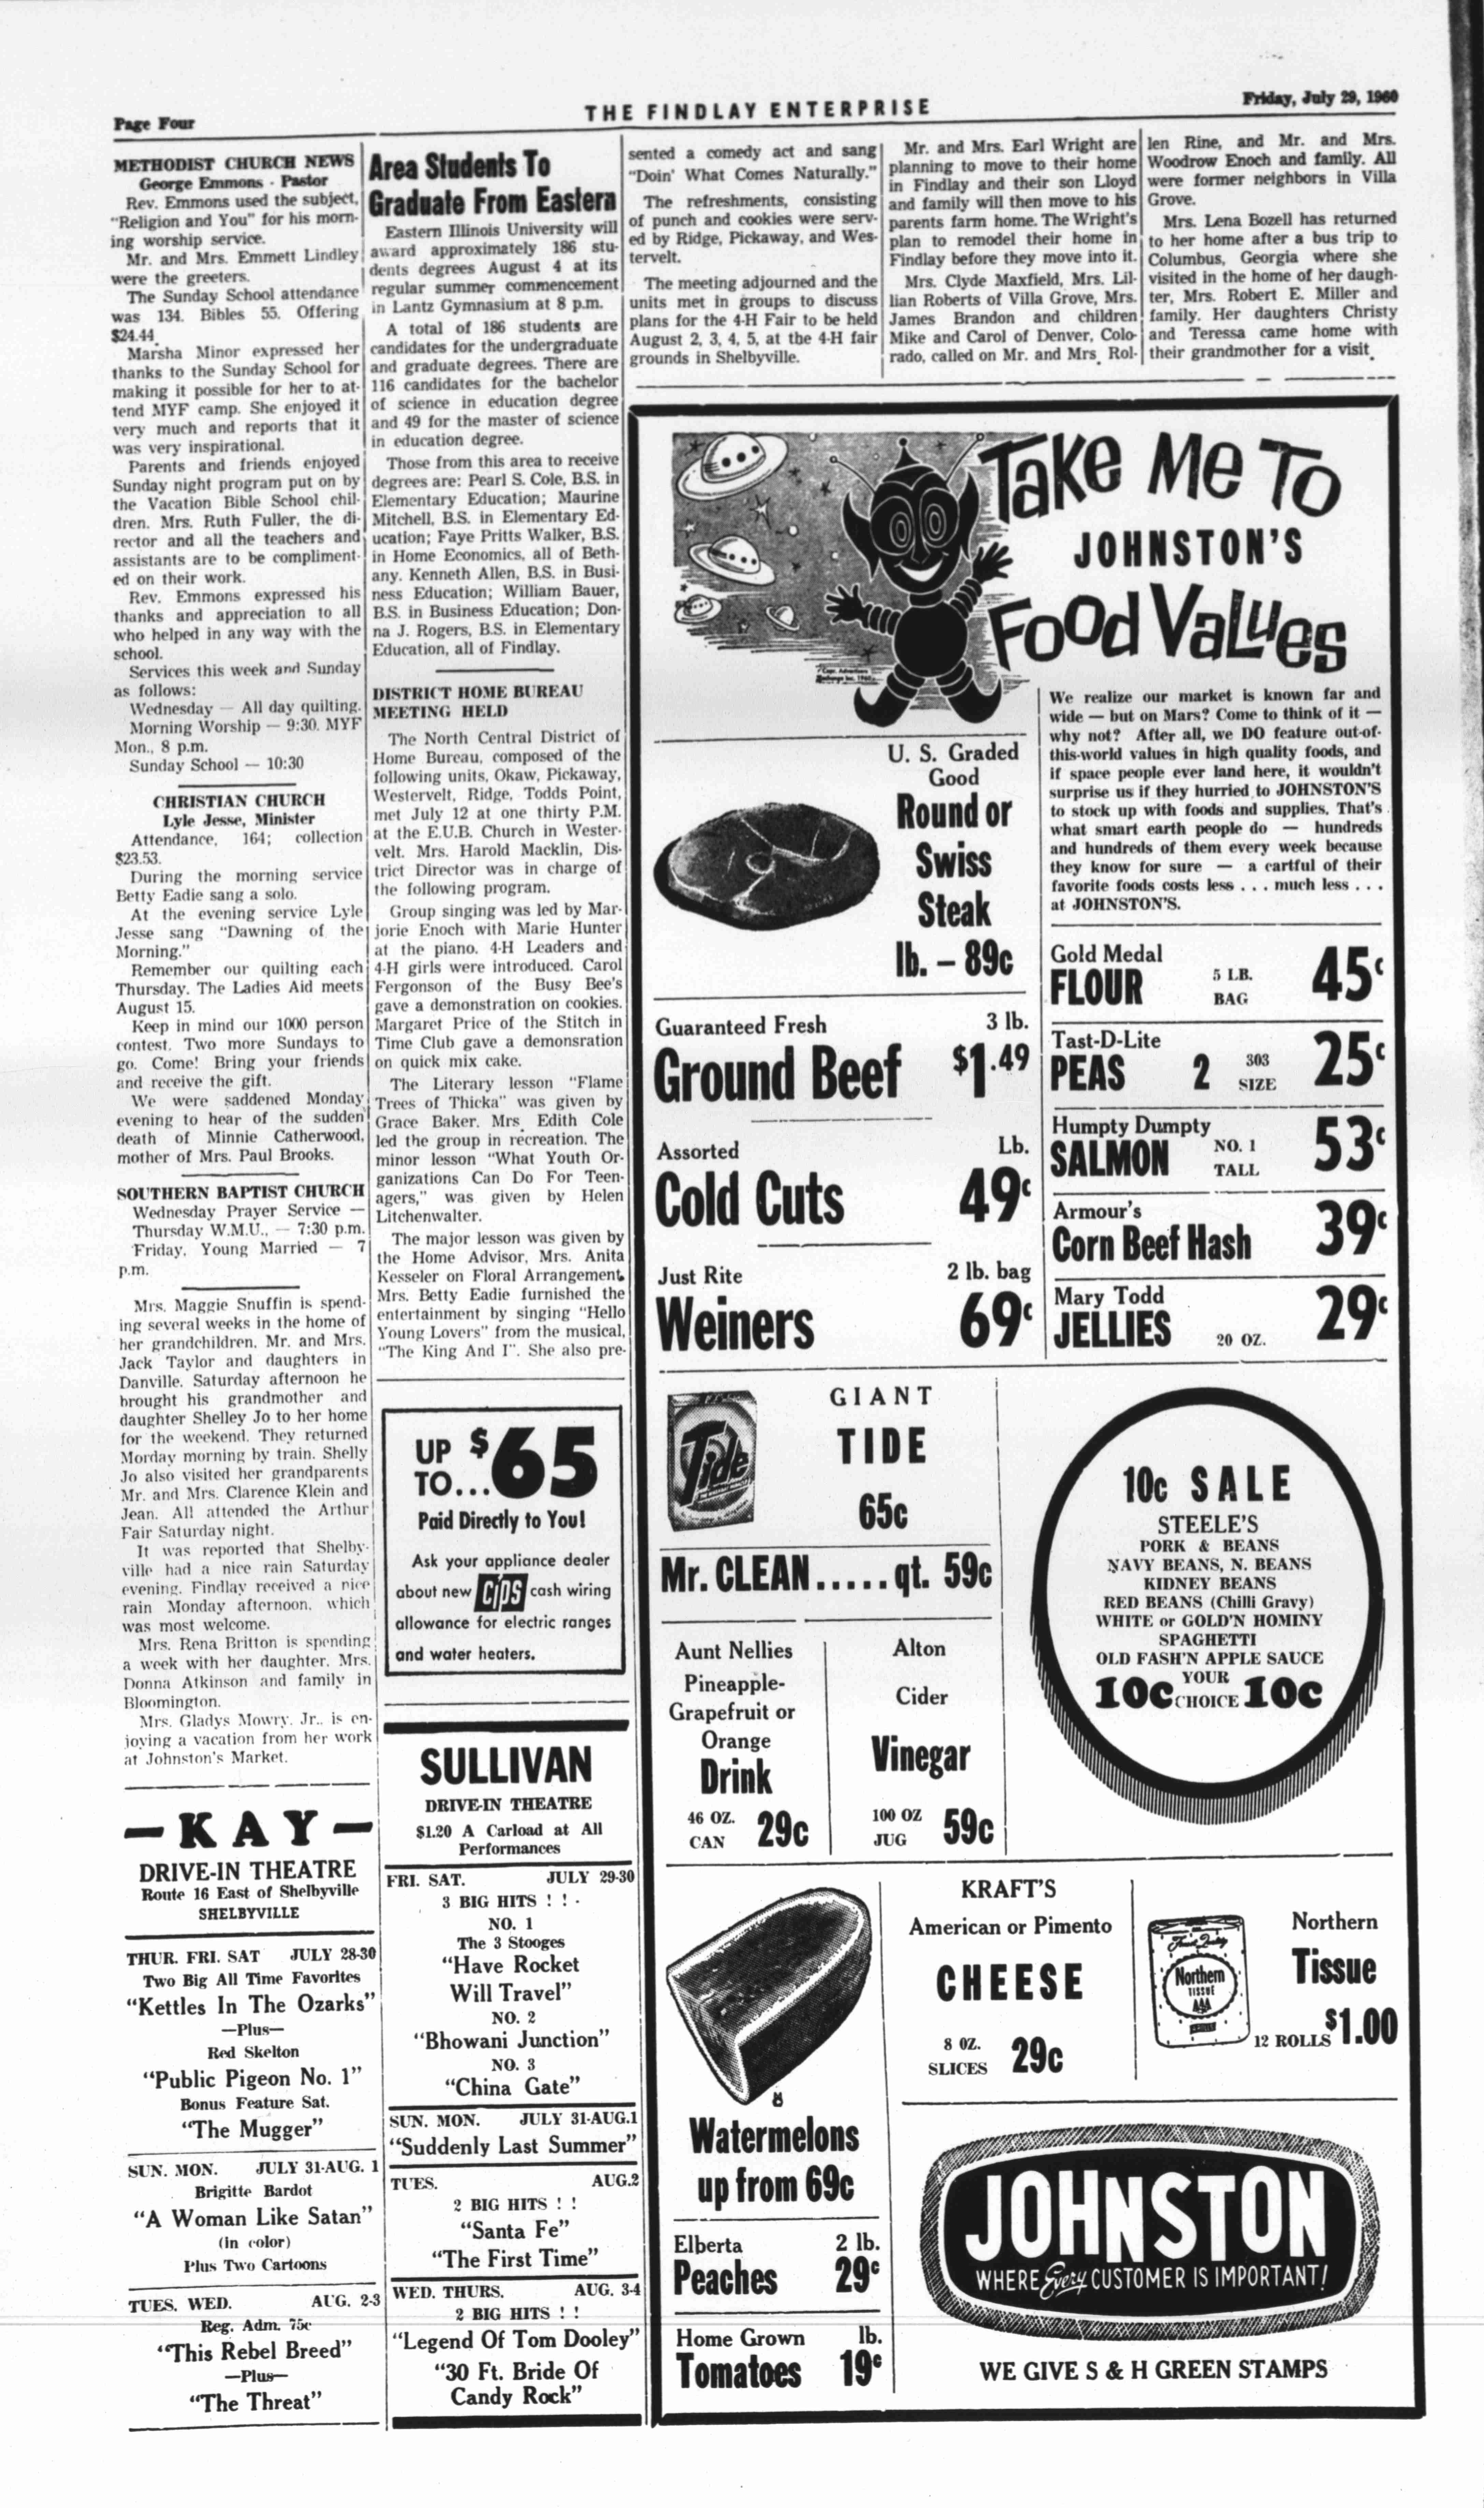 Page Four
THE FINDLAY ENTERPRISE
Friday, July 29, 1960
METHODIST CHURCH NEWS
George Emmons - Pastor
Rev. Emmons used the subject,
"Religion and You" for his morn-
ing worship service.
Mr. and Mrs. Emmett Lindley
were the greeters.
The Sunday School attendance
was 134. Bibles 55. Offering
$24.44.
Marsha Minor expressed her
thanks to the Sunday School for
making it possible for her to at-
tend MYF camp. She enjoyed it
very much and reports that it
was very inspirational.
Parents and friends enjoyed
Sunday night program put on by
the Vacation Bible School chil-
dren. Mrs. Ruth Fuller, the di-
rector and all the teachers and
assistants are to be compliment-
ed on their work.
Rev. Emmons expressed his
thanks and appreciation to all
who helped in any way with the
school.
Services this week and Sunday
as follows:
Wednesday — All day quilting.
Morning Worship — 9:30. MYF
Mon., 8 p.m.
Sunday School — 10:30
CHRISTIAN CHURCH
Lyle Jesse, Minister
Attendance, 164; collection
$23.53.
During the morning service
Betty Eadie sang a solo.
At the evening service Lyle
Jesse sang "Dawning of the
Morning."
Remember our quilting each
Thursday. The Ladies Aid meets
August 15.
Keep in mind our 1000 person
contest. Two more Sundays to
go. Come! Bring your friends
and receive the gift.
We were saddened Monday
evening to hear of the sudden
death of Minnie Catherwood,
mother of Mrs. Paul Brooks.
SOUTHERN BAPTIST CHURCH
Wednesday Prayer Service —
Thursday W.M.U., — 7:30 p.m.
Friday, Young Married — 7
p.m.
Mrs. Maggie Snuffin is spend-
ing several weeks in the home of
her grandchildren, Mr. and Mrs.
Jack Taylor and daughters in
Danville. Saturday afternoon he
brought his grandmother and
daughter Shelley Jo to her home
for the weekend. They returned
Morday morning by train. Shelly
Jo also visited her grandparents
Mr. and Mrs. Clarence Klein and
Jean. All attended the Arthur
Fair Saturday night.
It was reported that Shelby-
ville had a nice rain Saturday
evening. Findlay received a nice
rain Monday afternoon, which
was most welcome.
Mrs. Rena Britton is spending
a week with her daughter, Mrs.
Donna Atkinson and family in
Bloomington.
Mrs. Gladys Mowry, Jr., is en-
joying a vacation from her work
at Johnston's Market.
—KAY—
DRIVE-IN THEATRE
Route 16 East of Shelbyville
SHELBYVILLE
THUR. FRI. SAT JULY 28-30
Two Big All Time Favorites
"Kettles In The Ozarks"
—Plus—
Red Skelton
"Public Pigeon No. 1"
Bonus Feature Sat.
"The Mugger"
SUN. MON. JULY 31-AUG. 1
Brigitte Bardot
"A Woman Like Satan"
(In color)
Plus Two Cartoons
TUES. WED. AUG. 2-3
Reg. Adm. 75c
"This Rebel Breed"
—Plus—
"The Threat"
Area Students To
Graduate From Eastern
Eastern Illinois University will
award approximately 186 stu-
dents degrees August 4 at its
regular summer commencement
in Lantz Gymnasium at 8 p.m.
A total of 186 students are
candidates for the undergraduate
and graduate degrees. There are
116 candidates for the bachelor
of science in education degree
and 49 for the master of science
in education degree.
Those from this area to receive
degrees are: Pearl S. Cole, B.S. in
Elementary Education; Maurine
Mitchell, B.S. in Elementary Ed-
ucation; Faye Pritts Walker, B.S.
in Home Economics, all of Beth-
any. Kenneth Allen, B.S. in Busi-
ness Education; William Bauer,
B.S. in Business Education; Don-
na J. Rogers, B.S. in Elementary
Education, all of Findlay.
DISTRICT HOME BUREAU
MEETING HELD
The North Central District of
Home Bureau, composed of the
following units, Okaw, Pickaway,
Westervelt, Ridge, Todds Point,
met July 12 at one thirty P.M.
at the E.U.B. Church in Wester-
velt. Mrs. Harold Macklin, Dis-
trict Director was in charge of
the following program.
Group singing was led by Mar-
jorie Enoch with Marie Hunter
at the piano. 4-H Leaders and
4-H girls were introduced. Carol
Fergonson of the Busy Bee's
gave a demonstration on cookies.
Margaret Price of the Stitch in
Time Club gave a demonsration
on quick mix cake.
The Literary lesson "Flame
Trees of Thicka" was given by
Grace Baker. Mrs. Edith Cole
led the group in recreation. The
minor lesson "What Youth Or-
ganizations Can Do For Teen-
agers," was given by Helen
Litchenwalter.
The major lesson was given by
the Home Advisor, Mrs. Anita
Kesseler on Floral Arrangement.
Mrs. Betty Eadie furnished the
entertainment by singing "Hello
Young Lovers" from the musical,
"The King And I". She also pre-
UP TO... $65
Paid Directly to You!
Ask your appliance dealer
about new CIPS cash wiring
allowance for electric ranges
and water heaters.
SULLIVAN
DRIVE-IN THEATRE
$1.20 A Carload at All
Performances
FRI. SAT. JULY 29-30
3 BIG HITS ! ! -
NO. 1
The 3 Stooges
"Have Rocket
Will Travel"
NO. 2
"Bhowani Junction"
NO. 3
"China Gate"
SUN. MON. JULY 31-AUG.1
"Suddenly Last Summer"
TUES. AUG.2
2 BIG HITS ! !
"Santa Fe"
"The First Time"
WED. THURS. AUG. 3-4
2 BIG HITS ! !
"Legend Of Tom Dooley"
"30 Ft. Bride Of
Candy Rock"
sented a comedy act and sang
"Doin' What Comes Naturally."
The refreshments, consisting
of punch and cookies were serv-
ed by Ridge, Pickaway, and Wes-
tervelt.
The meeting adjourned and the
units met in groups to discuss
plans for the 4-H Fair to be held
August 2, 3, 4, 5, at the 4-H fair
grounds in Shelbyville.
Mr. and Mrs. Earl Wright are
planning to move to their home
in Findlay and their son Lloyd
and family will then move to his
parents farm home. The Wright's
plan to remodel their home in
Findlay before they move into it.
Mrs. Clyde Maxfield, Mrs. Lil-
lian Roberts of Villa Grove, Mrs.
James Brandon and children
Mike and Carol of Denver, Colo-
rado, called on Mr. and Mrs. Rol-
len Rine, and Mr. and Mrs.
Woodrow Enoch and family. All
were former neighbors in Villa
Grove.
Mrs. Lena Bozell has returned
to her home after a bus trip to
Columbus, Georgia where she
visited in the home of her daugh-
ter, Mrs. Robert E. Miller and
family. Her daughters Christy
and Teressa came home with
their grandmother for a visit.
Take Me To
JOHNSTON'S
Food Values
We realize our market is known far and
wide — but on Mars? Come to think of it —
why not? After all, we DO feature out-of-
this-world values in high quality foods, and
if space people ever land here, it wouldn't
surprise us if they hurried to JOHNSTON'S
to stock up with foods and supplies. That's
what smart earth people do — hundreds
and hundreds of them every week because
they know for sure — a cartful of their
favorite foods costs less . . . much less . . .
at JOHNSTON'S.
U. S. Graded
Good
Round or
Swiss
Steak
lb. – 89c
Guaranteed Fresh 3 lb.
Ground Beef $1.49
Assorted Lb.
Cold Cuts 49c
Just Rite 2 lb. bag
Weiners 69c
Gold Medal
FLOUR 5 LB. BAG 45c
Tast-D-Lite
PEAS 2 303 SIZE 25c
Humpty Dumpty
SALMON NO. 1 TALL 53c
Armour's
Corn Beef Hash 39c
Mary Todd
JELLIES 20 OZ. 29c
Tide
GIANT
TIDE
65c
Mr. CLEAN.....qt. 59c
Aunt Nellies
Pineapple-
Grapefruit or
Orange
Drink
46 OZ. CAN 29c
Alton
Cider
Vinegar
100 OZ JUG 59c
10c SALE
STEELE'S
PORK & BEANS
NAVY BEANS, N. BEANS
KIDNEY BEANS
RED BEANS (Chilli Gravy)
WHITE or GOLD'N HOMINY
SPAGHETTI
OLD FASH'N APPLE SAUCE
10c YOUR CHOICE 10c
Watermelons
up from 69c
Elberta 2 lb.
Peaches 29c
Home Grown lb.
Tomatoes 19c
KRAFT'S
American or Pimento
CHEESE
8 OZ. SLICES 29c
Northern
TISSUE
Northern
Tissue
12 ROLLS $1.00
JOHNSTON
WHERE Every CUSTOMER IS IMPORTANT!
WE GIVE S & H GREEN STAMPS